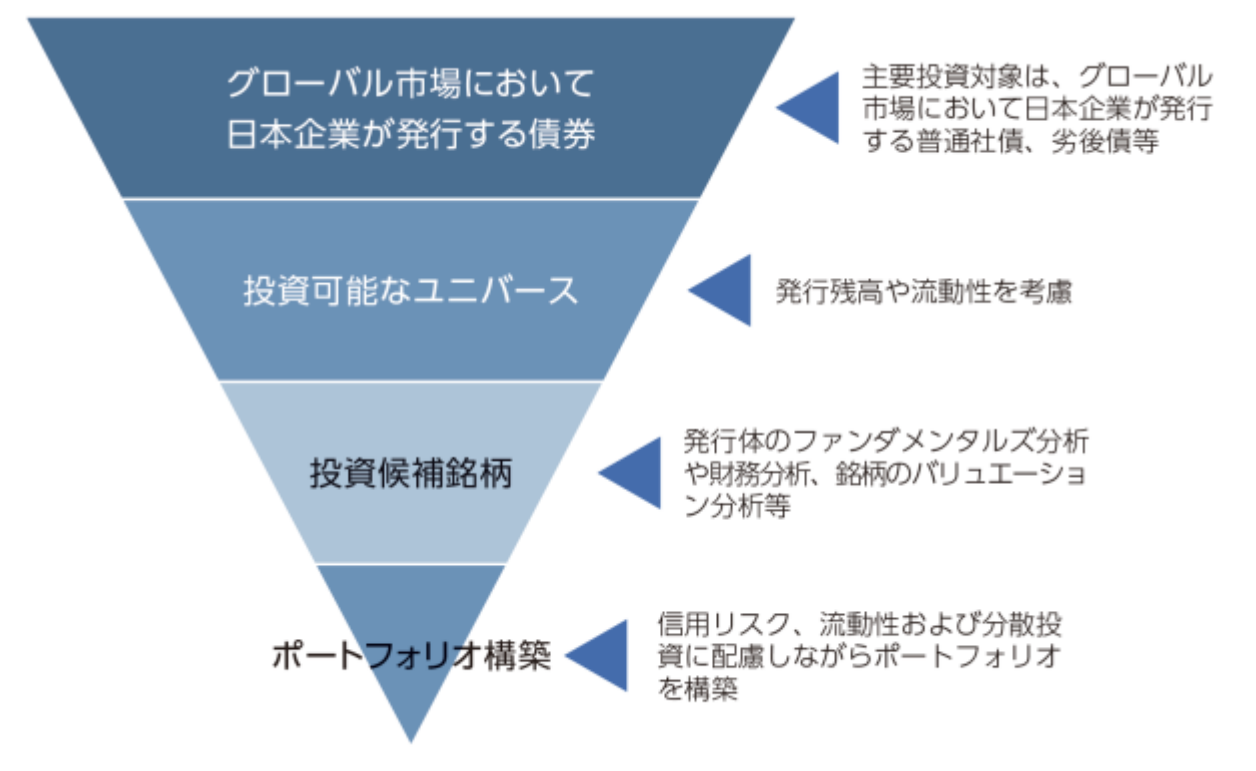 グローバル市場において
日本企業が発行する債券
主要投資対象は、グローバル
市場において日本企業が発行
する普通社債、劣後債等
投資可能なユニバース
発行残高や流動性を考慮
投資候補銘柄
発行体のファンダメンタルズ分析
や財務分析、銘柄のバリュエーショ
ン分析等
ポートフォリオ構築
信用リスク、流動性および分散投
資に配慮しながらポートフォリオ
を構築